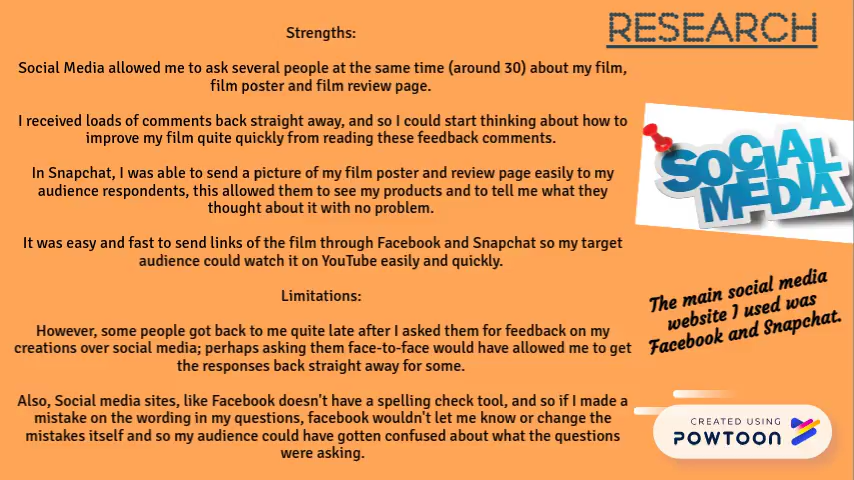 RESEARCH
Strengths:
Social Media allowed me to ask several people at the same time (around 30) about my film,
film poster and film review page.
I received loads of comments back straight away, and so I could start thinking about how to
improve my film quite quickly from reading these feedback comments.
In Snapchat, I was able to send a picture of my film poster and review page easily to my
audience respondents, this allowed them to see my products and to tell me what they
thought about it with no problem.
It was easy and fast to send links of the film through Facebook and Snapchat so my target
audience could watch it on YouTube easily and quickly.
Limitations:
However, some people got back to me quite late after I asked them for feedback on my
creations over social media; perhaps asking them face-to-face would have allowed me to get
the responses back straight away for some.
Also, Social media sites, like Facebook doesn't have a spelling check tool, and so if I made a
mistake on the wording in my questions, facebook wouldn't let me know or change the
mistakes itself and so my audience could have gotten confused about what the questions
were asking.
SOCIAL
MEDIA
The main social media
website I used was
Facebook and Snapchat.
CREATED USING
POWTOON